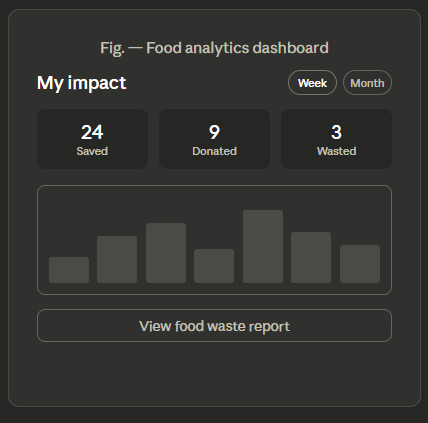 Fig. — Food analytics dashboard
My impact
Week
Month
24
9
3
Saved
Donated
Wasted
View food waste report